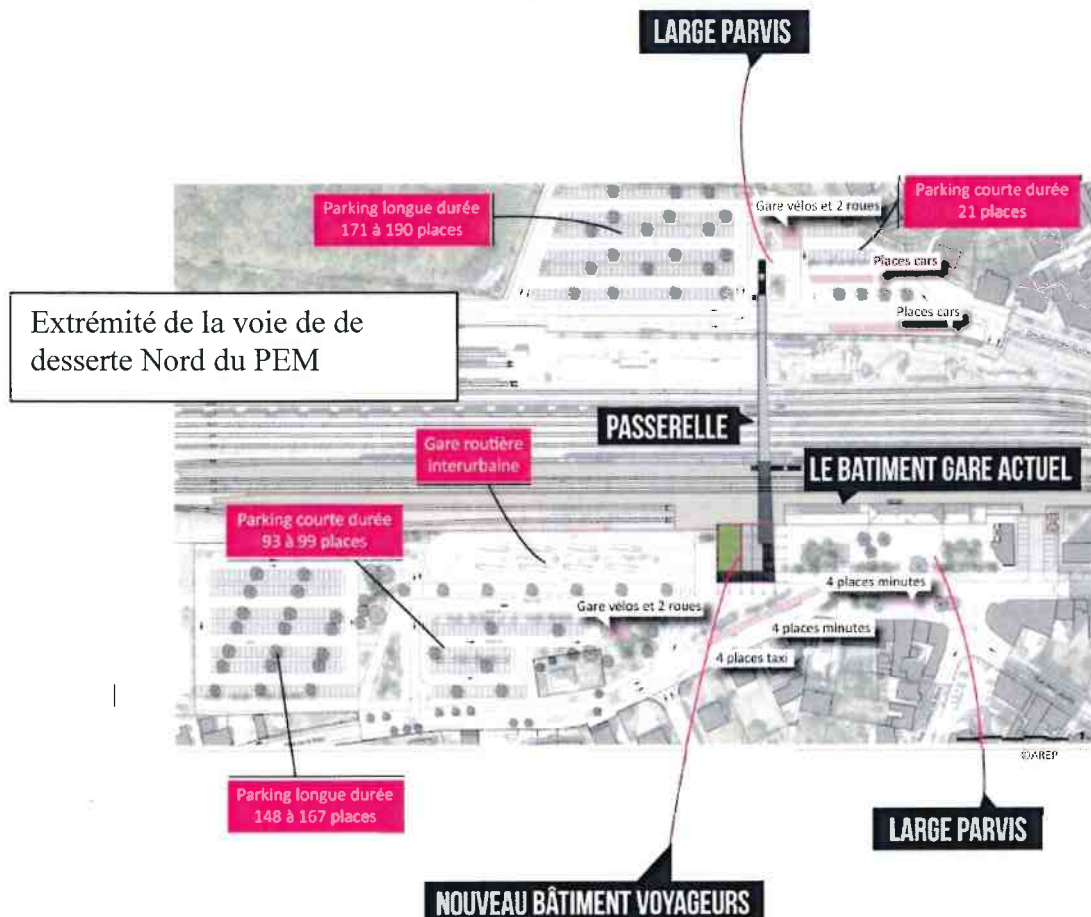 LARGE PARVIS
Parking longue durée
171 à 190 places
Gare vélos et 2 roues
Parking courte durée
21 places
Places cars
Places cars
Extrémité de la voie de de
desserte Nord du PEM
PASSERELLE
Gare routière
interurbaine
LE BATIMENT GARE ACTUEL
Parking courte durée
93 à 99 places
4 places minutes
Gare vélos et 2 roues
4 places minutes
4 places taxi
©AREP
Parking longue durée
148 à 167 places
LARGE PARVIS
NOUVEAU BÂTIMENT VOYAGEURS